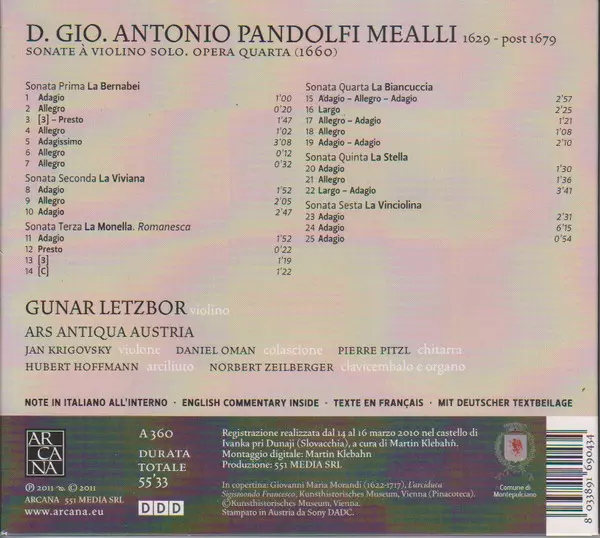 D. GIO. ANTONIO PANDOLFI MEALLI 1629 - post 1679
SONATE À VIOLINO SOLO. OPERA QUARTA (1660)
Sonata Prima La Bernabei
1 Adagio 1'00
2 Allegro 0'20
3 [3] – Presto 1'47
4 Allegro 1'02
5 Adagissimo 3'08
6 Allegro 0'12
7 Allegro 0'32
Sonata Seconda La Viviana
8 Adagio 1'52
9 Allegro 2'05
10 Adagio 2'47
Sonata Terza La Monella. Romanesca
11 Adagio 1'52
12 Presto 0'22
13 [3] 1'19
14 [C] 1'22
Sonata Quarta La Biancuccia
15 Adagio – Allegro – Adagio 2'57
16 Largo 2'25
17 Allegro – Adagio 1'21
18 Allegro 1'08
19 Adagio – Adagio 2'10
Sonata Quinta La Stella
20 Adagio 1'30
21 Allegro 1'36
22 Largo – Adagio 3'41
Sonata Sesta La Vinciolina
23 Adagio 2'31
24 Adagio 6'15
25 Adagio 0'54
GUNAR LETZBOR violino
ARS ANTIQUA AUSTRIA
JAN KRIGOVSKY violone DANIEL OMAN colascione PIERRE PITZL chitarra
HUBERT HOFFMANN arciliuto NORBERT ZEILBERGER clavicembalo e organo
NOTE IN ITALIANO ALL'INTERNO · ENGLISH COMMENTARY INSIDE · TEXTE EN FRANÇAIS · MIT DEUTSCHER TEXTBEILAGE
AR
CA
NA
℗ 2011 © 2011
ARCANA 551 MEDIA SRL
www.arcana.eu
A 360
DURATA
TOTALE
55'33
DDD
Registrazione realizzata dal 14 al 16 marzo 2010 nel castello di
Ivanka pri Dunaji (Slovacchia), a cura di Martin Klebahn.
Montaggio digitale: Martin Klebahn
Produzione: 551 MEDIA SRL
In copertina: Giovanni Maria Morandi (1622-1717), L'arciduca
Sigismondo Francesco, Kunsthistorisches Museum, Vienna (Pinacoteca).
©Kunsthistorisches Museum, Vienna.
Stampato in Austria da Sony DADC.
Comune di
Montepulciano
8 033891 690434